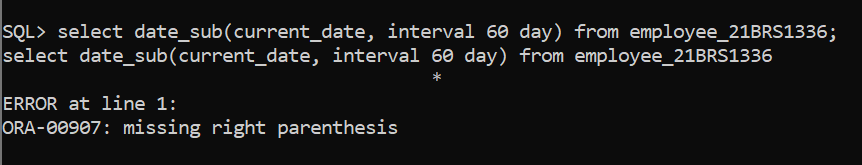 SQL> select date_sub(current_date, interval 60 day) from employee_21BRS1336;
select date_sub(current_date, interval 60 day) from employee_21BRS1336
*
ERROR at line 1:
ORA-00907: missing right parenthesis